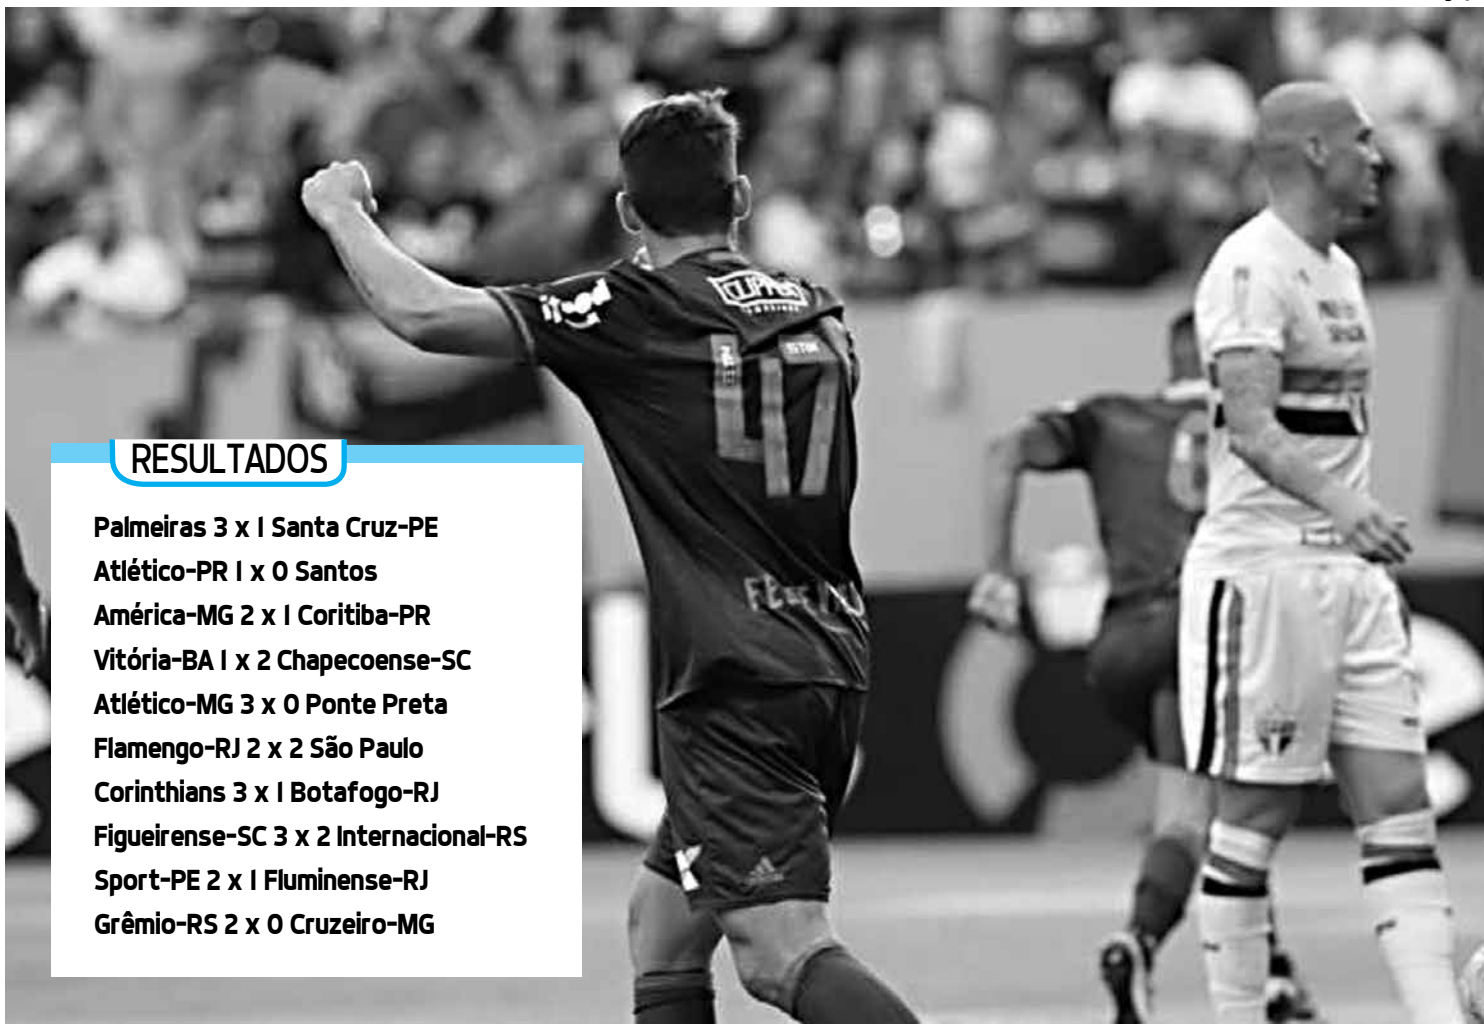 RESULTADOS
Palmeiras 3 x 1 Santa Cruz-PE
Atlético-PR 1 x 0 Santos
América-MG 2 x 1 Coritiba-PR
Vitória-BA 1 x 2 Chapecoense-SC
Atlético-MG 3 x 0 Ponte Preta
Flamengo-RJ 2 x 2 São Paulo
Corinthians 3 x 1 Botafogo-RJ
Figueirense-SC 3 x 2 Internacional-RS
Sport-PE 2 x 1 Fluminense-RJ
Grêmio-RS 2 x 0 Cruzeiro-MG
47